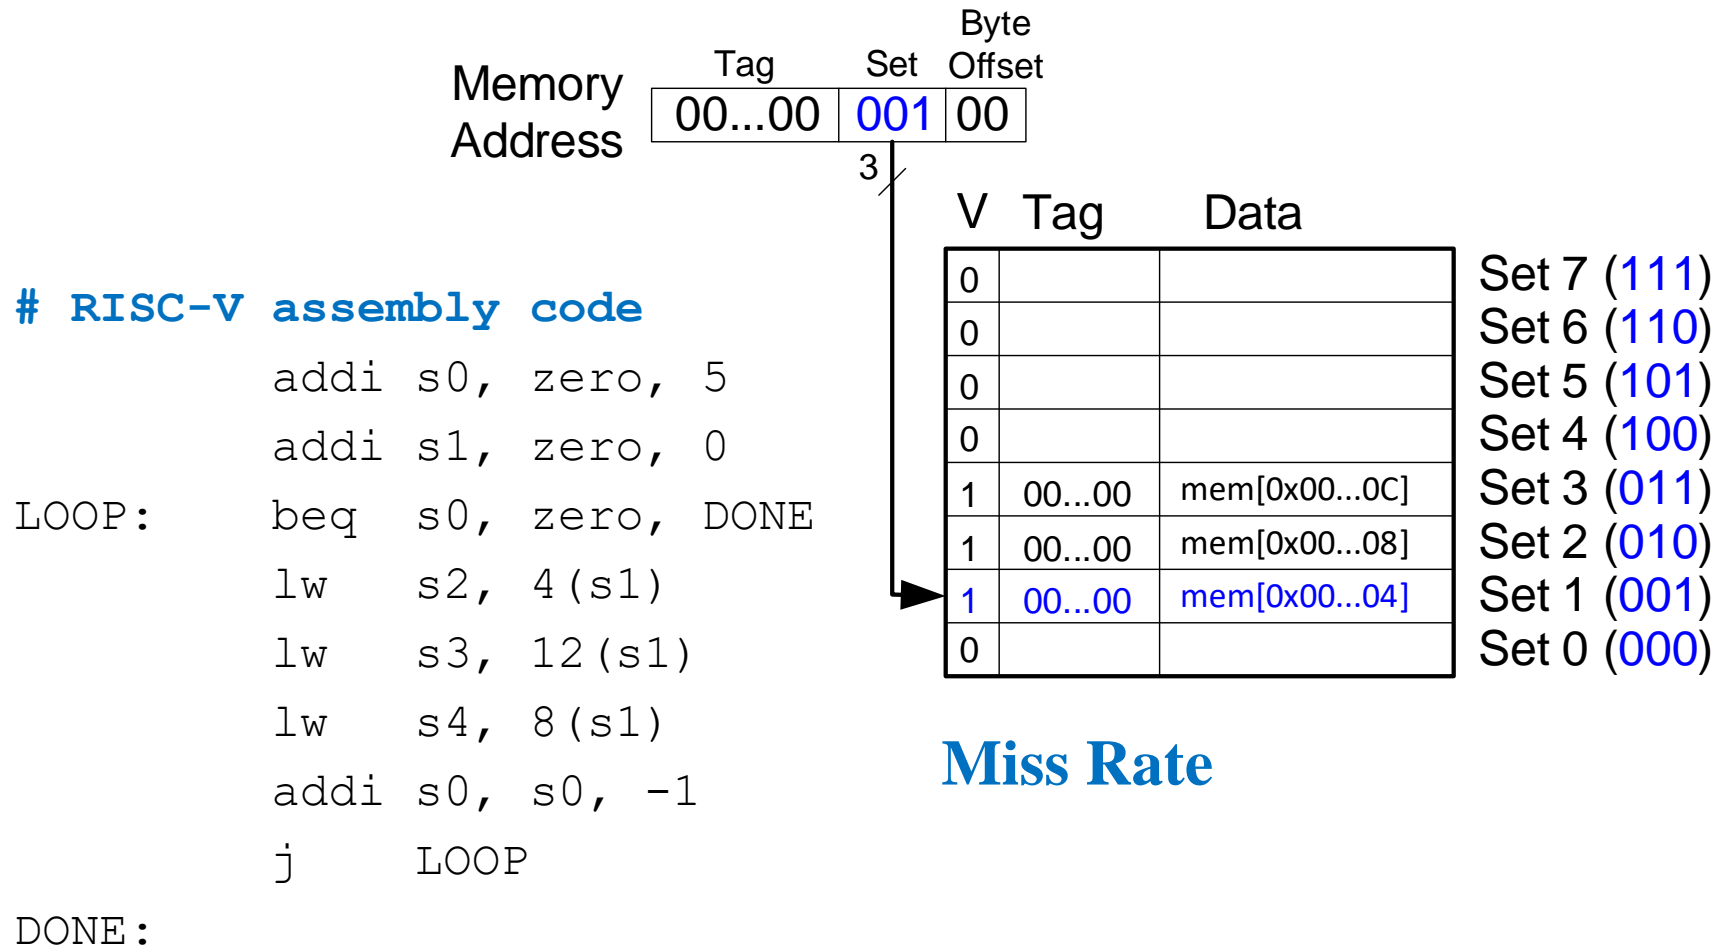 Byte
Tag Set Offset
Memory Address
00...00 001 00
3
V Tag Data
0 Set 7 (111)
0 Set 6 (110)
0 Set 5 (101)
0 Set 4 (100)
1 00...00 mem[0x00...0C] Set 3 (011)
1 00...00 mem[0x00...08] Set 2 (010)
1 00...00 mem[0x00...04] Set 1 (001)
0 Set 0 (000)
# RISC-V assembly code
addi s0, zero, 5
addi s1, zero, 0
LOOP: beq s0, zero, DONE
lw s2, 4(s1)
lw s3, 12(s1)
lw s4, 8(s1)
addi s0, s0, -1
j LOOP
DONE:
Miss Rate